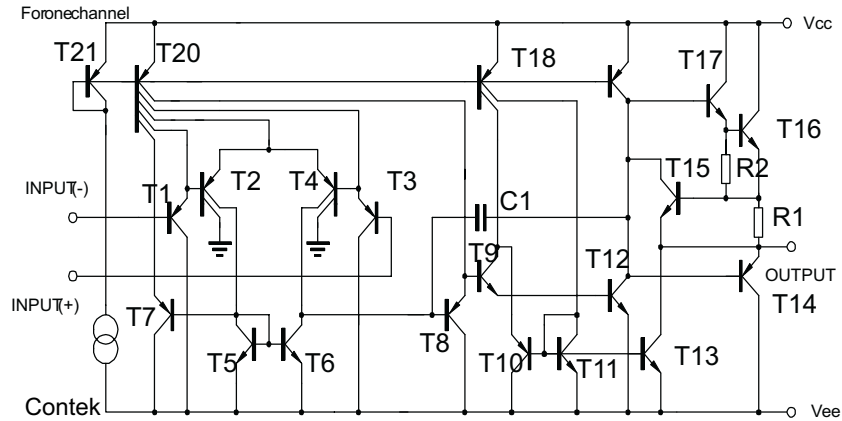 Foronechannel
Vcc
T21
T20
T18
T17
T16
T15
R2
INPUT(-)
T1
T2
T4
T3
C1
R1
T9
T12
OUTPUT
INPUT(+)
T7
T8
T14
T5
T6
T10
T11
T13
Contek
Vee